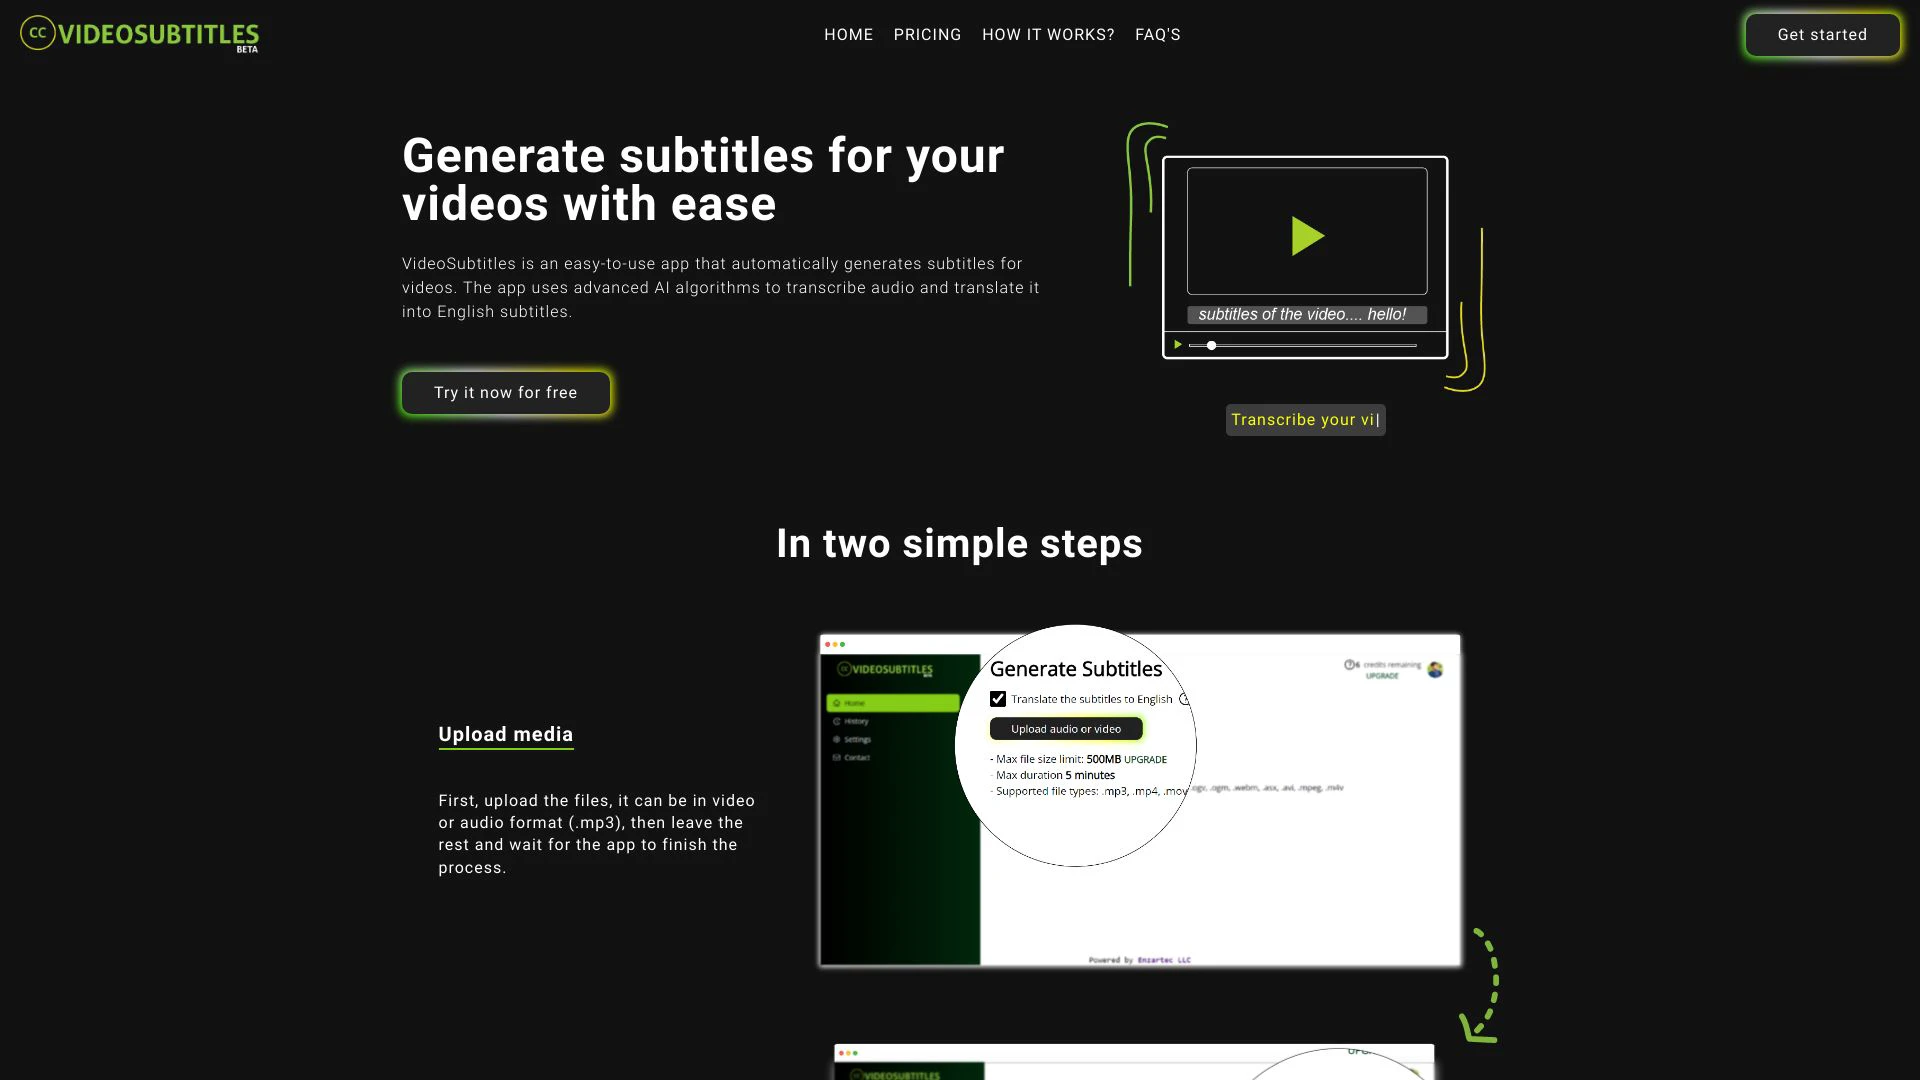 CC VIDEOSUBTITLES
BETA
HOME PRICING HOW IT WORKS? FAQ'S
Get started
Generate subtitles for your
videos with ease
VideoSubtitles is an easy-to-use app that automatically generates subtitles for
videos. The app uses advanced AI algorithms to transcribe audio and translate it
into English subtitles.
Try it now for free
subtitles of the video.... hello!
Transcribe your vi|
In two simple steps
Upload media
First, upload the files, it can be in video
or audio format (.mp3), then leave the
rest and wait for the app to finish the
process.
CC VIDEOSUBTITLES
BETA
Home
History
Settings
Contact
Generate Subtitles
Translate the subtitles to English
Upload audio or video
- Max file size limit: 500MB UPGRADE
- Max duration 5 minutes
- Supported file types: .mp3, .mp4, .mov
.ogv, .ogm, .webm, .asx, .avi, .mpeg, .m4v
6 credits remaining
UPGRADE
Powered by Enzartec LLC
VIDEOSUBTITLES